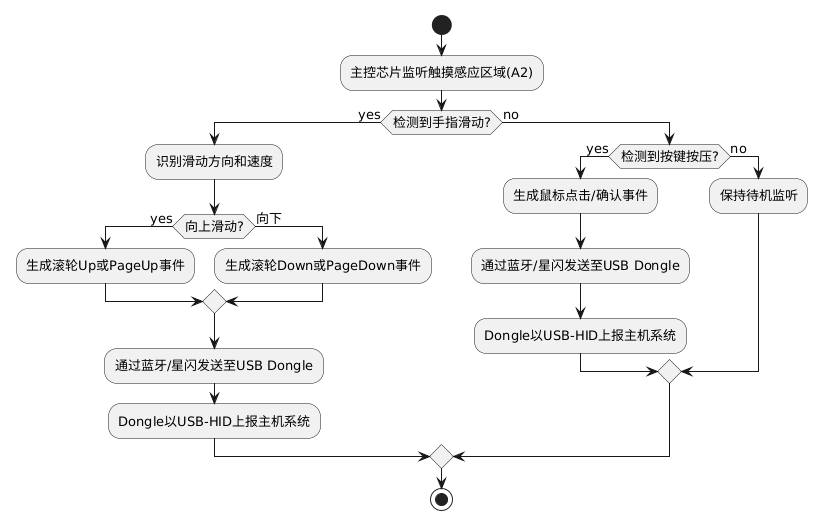 主控芯片监听触摸感应区域(A2)
yes
检测到手指滑动?
no
识别滑动方向和速度
yes
向上滑动?
向下
生成滚轮Up或PageUp事件
生成滚轮Down或PageDown事件
通过蓝牙/星闪发送至USB Dongle
Dongle以USB-HID上报主机系统
yes
检测到按键按压?
no
生成鼠标点击/确认事件
保持待机监听
通过蓝牙/星闪发送至USB Dongle
Dongle以USB-HID上报主机系统